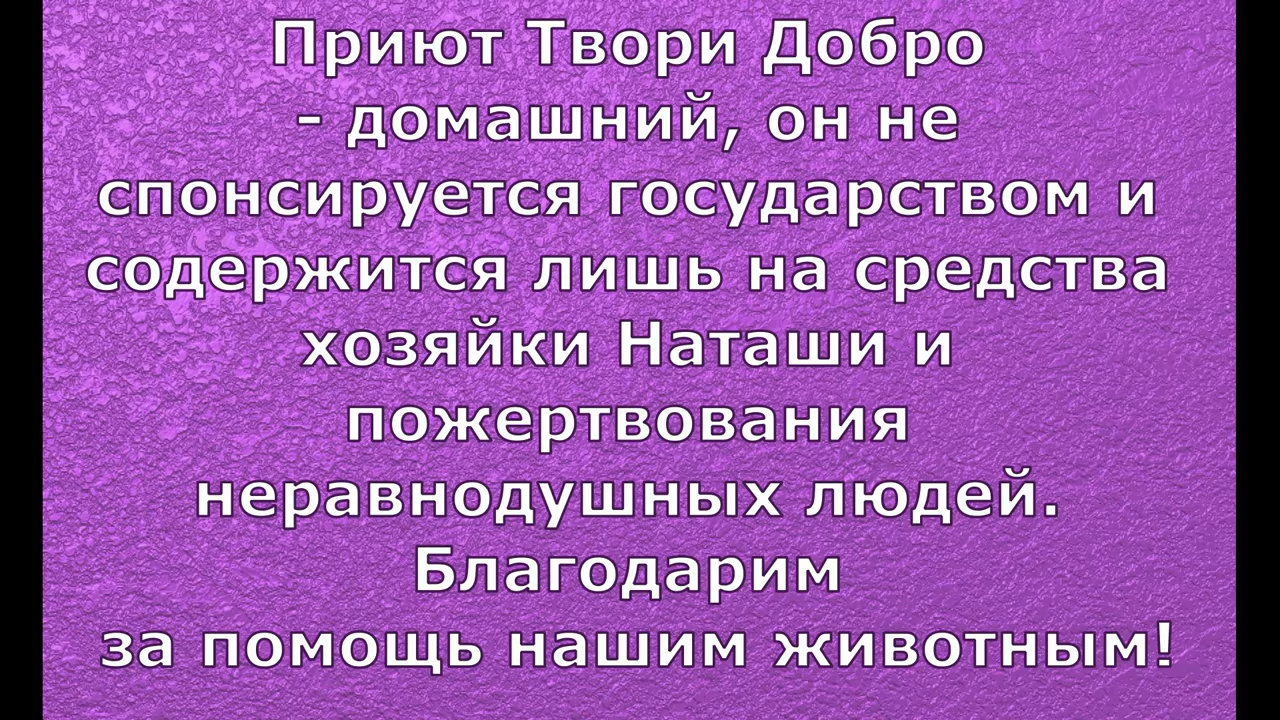 Приют Твори Добро
- домашний, он не
спонсируется государством и
содержится лишь на средства
хозяйки Наташи и
пожертвования
неравнодушных людей.
Благодарим
за помощь нашим животным!